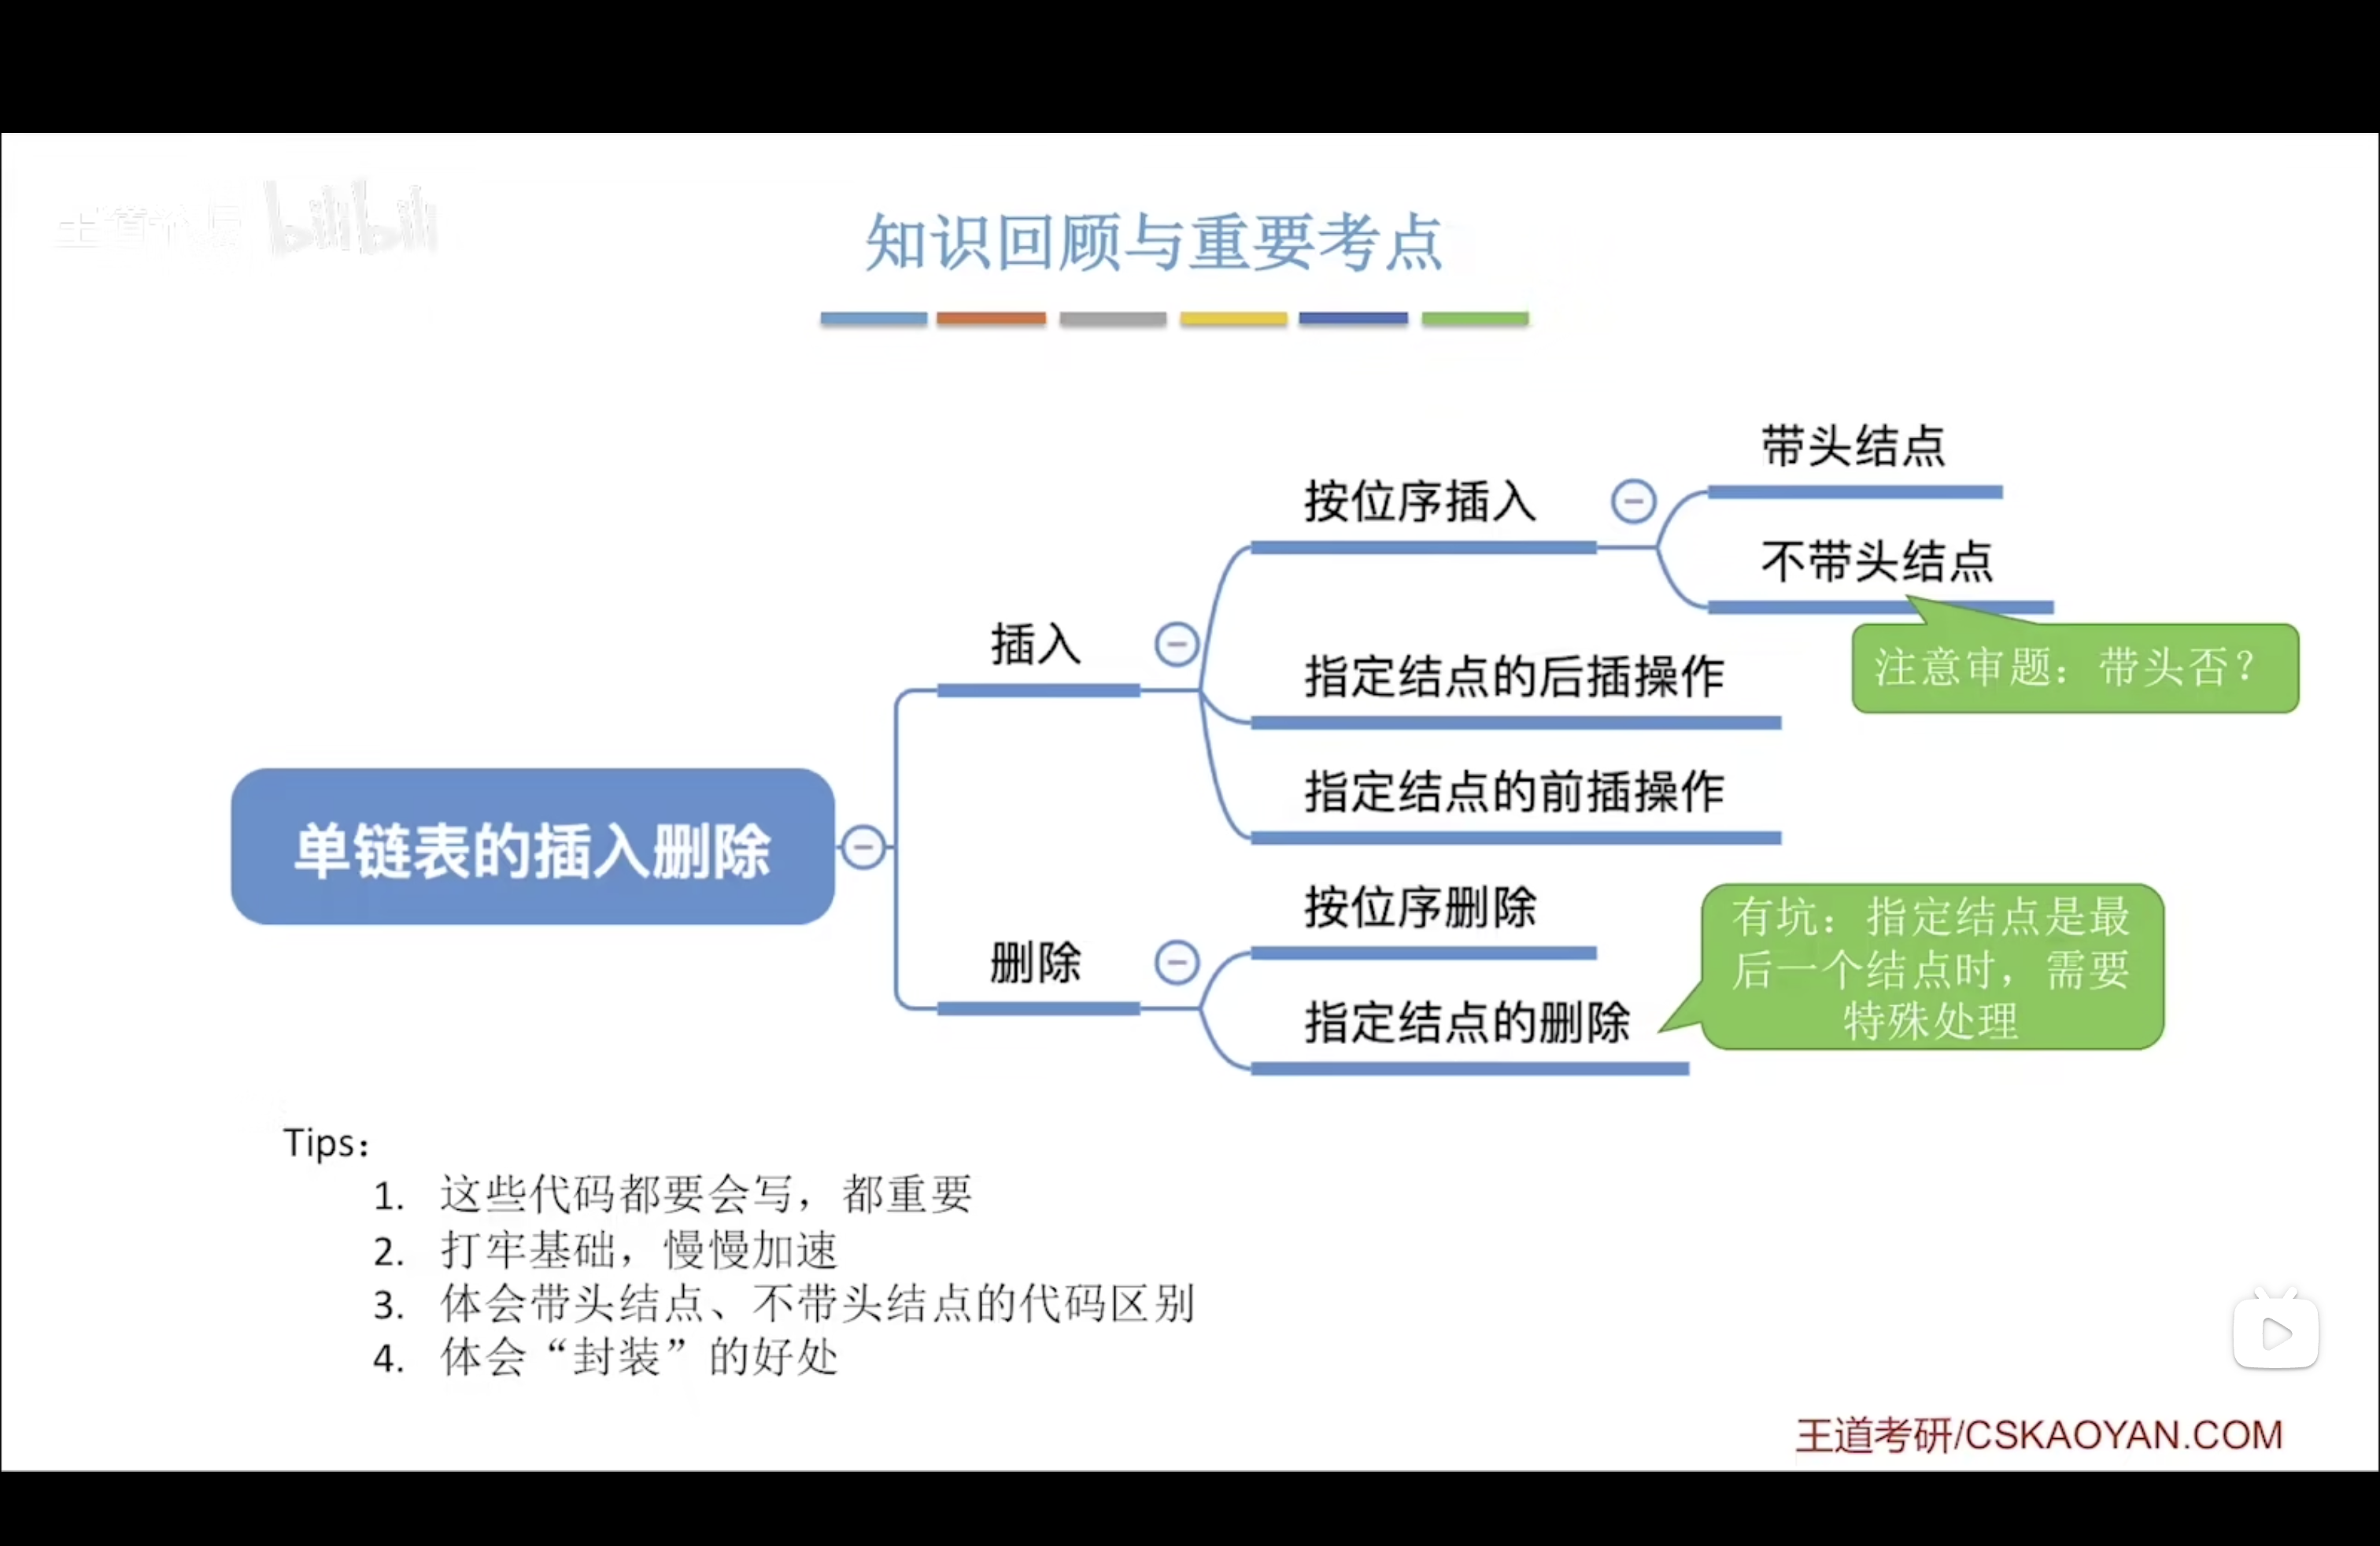 王道论坛 bilibili
知识回顾与重要考点
带头结点
按位序插入
不带头结点
注意审题：带头否？
插入
指定结点的后插操作
指定结点的前插操作
单链表的插入删除
按位序删除
有坑：指定结点是最
后一个结点时，需要
特殊处理
删除
指定结点的删除
Tips：
1. 这些代码都要会写，都重要
2. 打牢基础，慢慢加速
3. 体会带头结点、不带头结点的代码区别
4. 体会“封装”的好处
王道考研/CSKAOYAN.COM